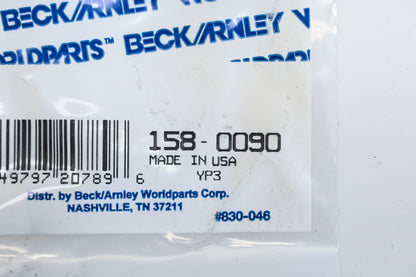 BECK/ARNLEY
WORLDPARTS™ BECK/ARNLEY
158-0090
MADE IN USA
49797 20789 6
YP3
Distr. by Beck/Arnley Worldparts Corp.
NASHVILLE, TN 37211
#830-046